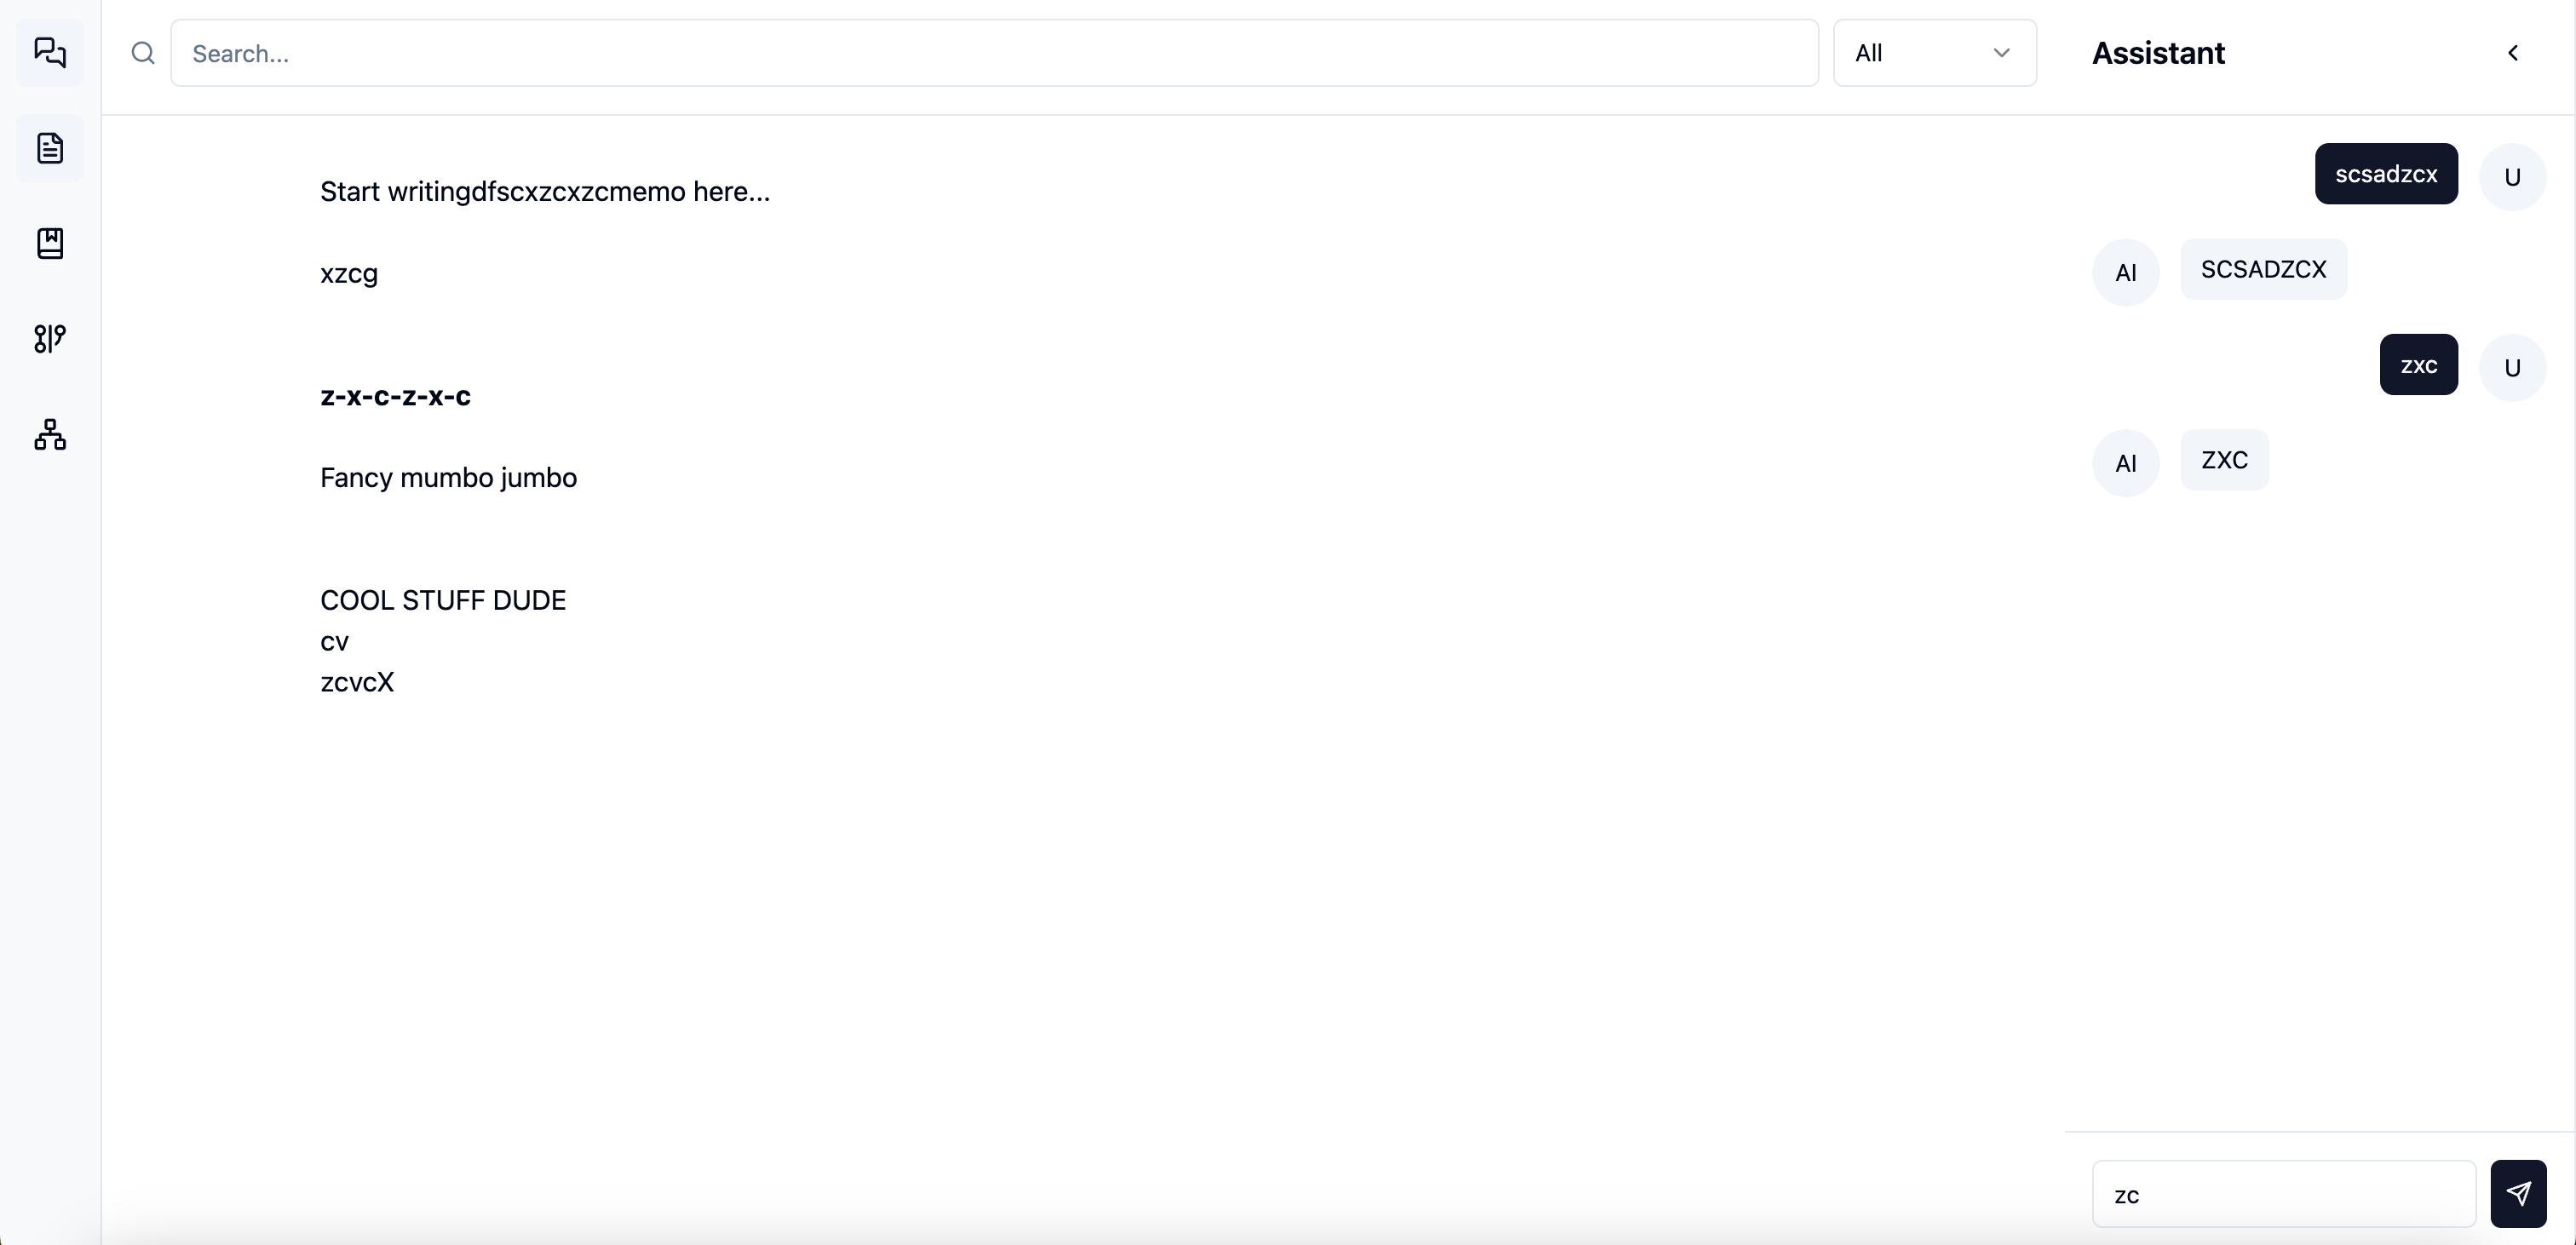 Search...
All
Assistant
Start writingdfscxzcxzcmemo here...
xzcg
z-x-c-z-x-c
Fancy mumbo jumbo
COOL STUFF DUDE
cv
zcvcX
scsadzcx
U
AI
SCSADZCX
zxc
U
AI
ZXC
zc